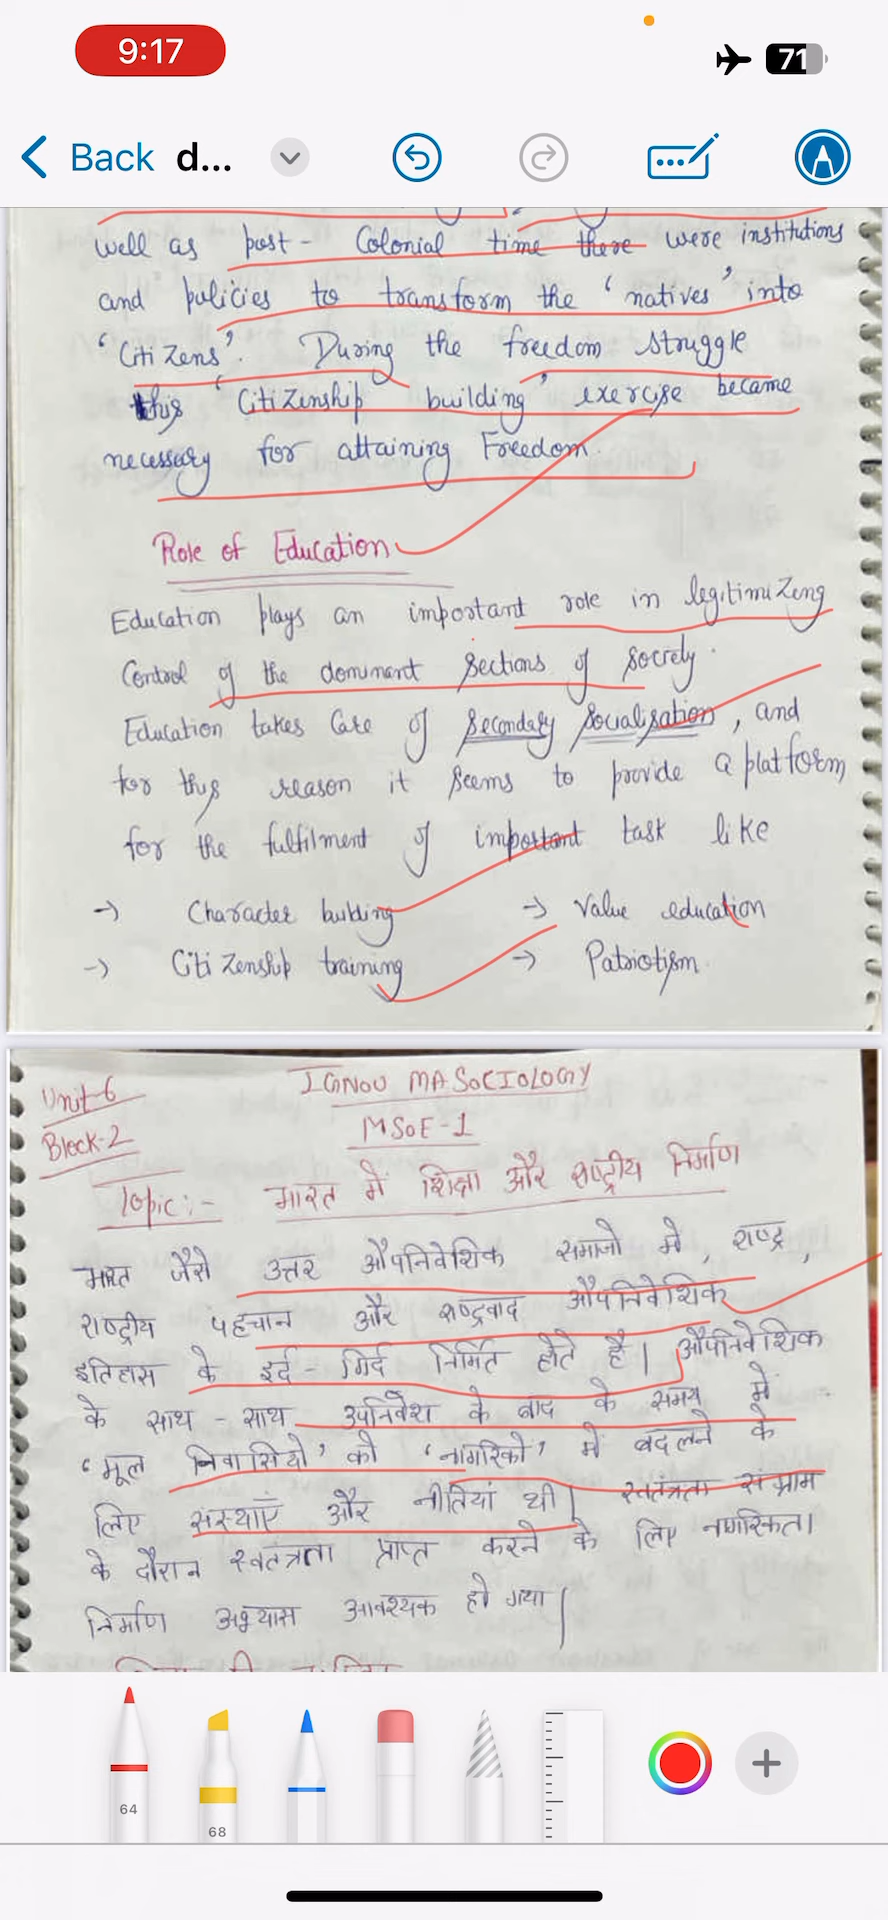 9:17
71
Back d...
well as post - Colonial time there were institutions
and policies to transform the 'natives' into
'Citizens'. During the freedom struggle
this 'Citizenship building' exercise became
necessary for attaining Freedom.
Role of Education
Education plays an important role in legitimizeng
Control of the dominant sections of society.
Education takes Care of secondary socialisation, and
for this reason it seems to provide a platform
for the fulfilment of important task like
→ Character building → Value education
→ Citizenship training → Patriotism.
Unit-6 IGNOU MA SOCIOLOGY
Block-2 MSOE-1
Topic:- भारत में शिक्षा और राष्ट्रीय निर्माण
भारत जैसे उत्तर औपनिवेशिक समाजो मे, राष्ट्र,
राष्ट्रीय पहचान और राष्ट्रवाद औपनिवेशिक
इतिहास के इर्द-गिर्द निर्मित होते है। औपनिवेशिक
के साथ-साथ उपनिवेश के बाद के समय में
'मूल निवासियो' को 'नागरिको' में बदलने के
लिए संस्थाएं और नीतियां थी। स्वतंत्रता संग्राम
के दौरान स्वतंत्रता प्राप्त करने के लिए नागरिकता
निर्माण अभ्यास आवश्यक हो गया।
64
68